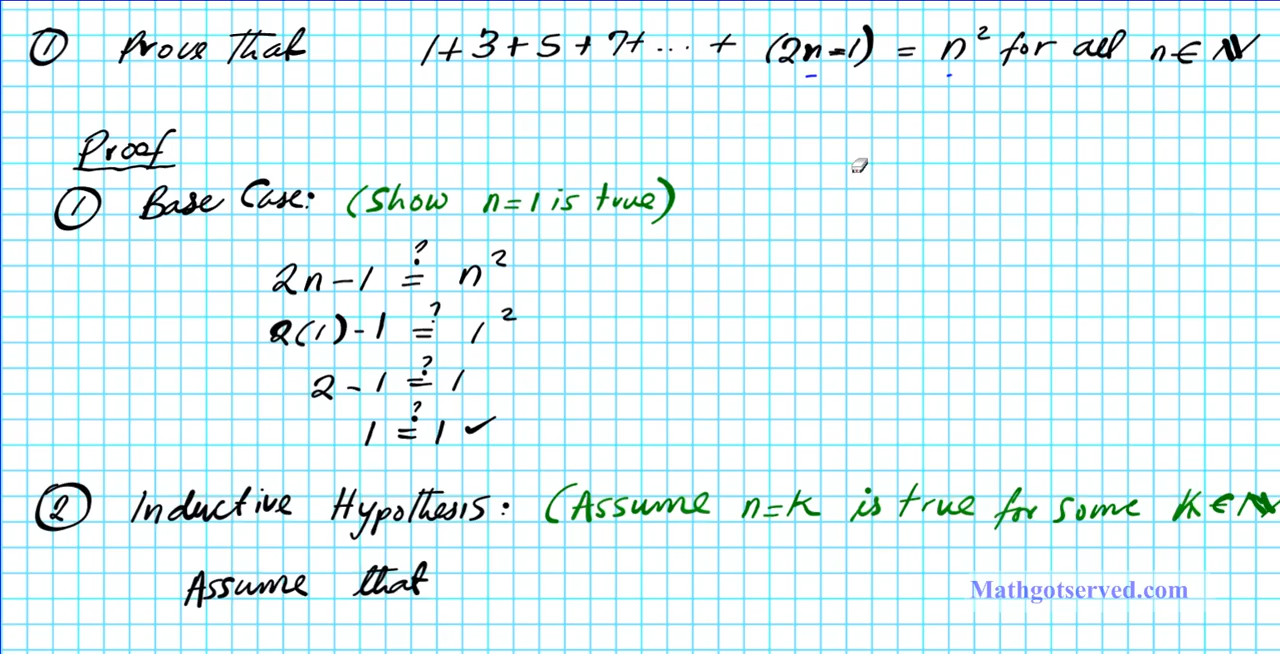 ① Prove that 1+3+5+7+...+ (2n-1) = n² for all n∈ℕ
Proof
① Base Case: (Show n=1 is true)
2n-1 ≟ n²
2(1)-1 ≟ 1²
2-1 ≟ 1
1 ≟ 1 ✓
② Inductive Hypothesis: (Assume n=k is true for some k∈ℕ
Assume that
Mathgotserved.com